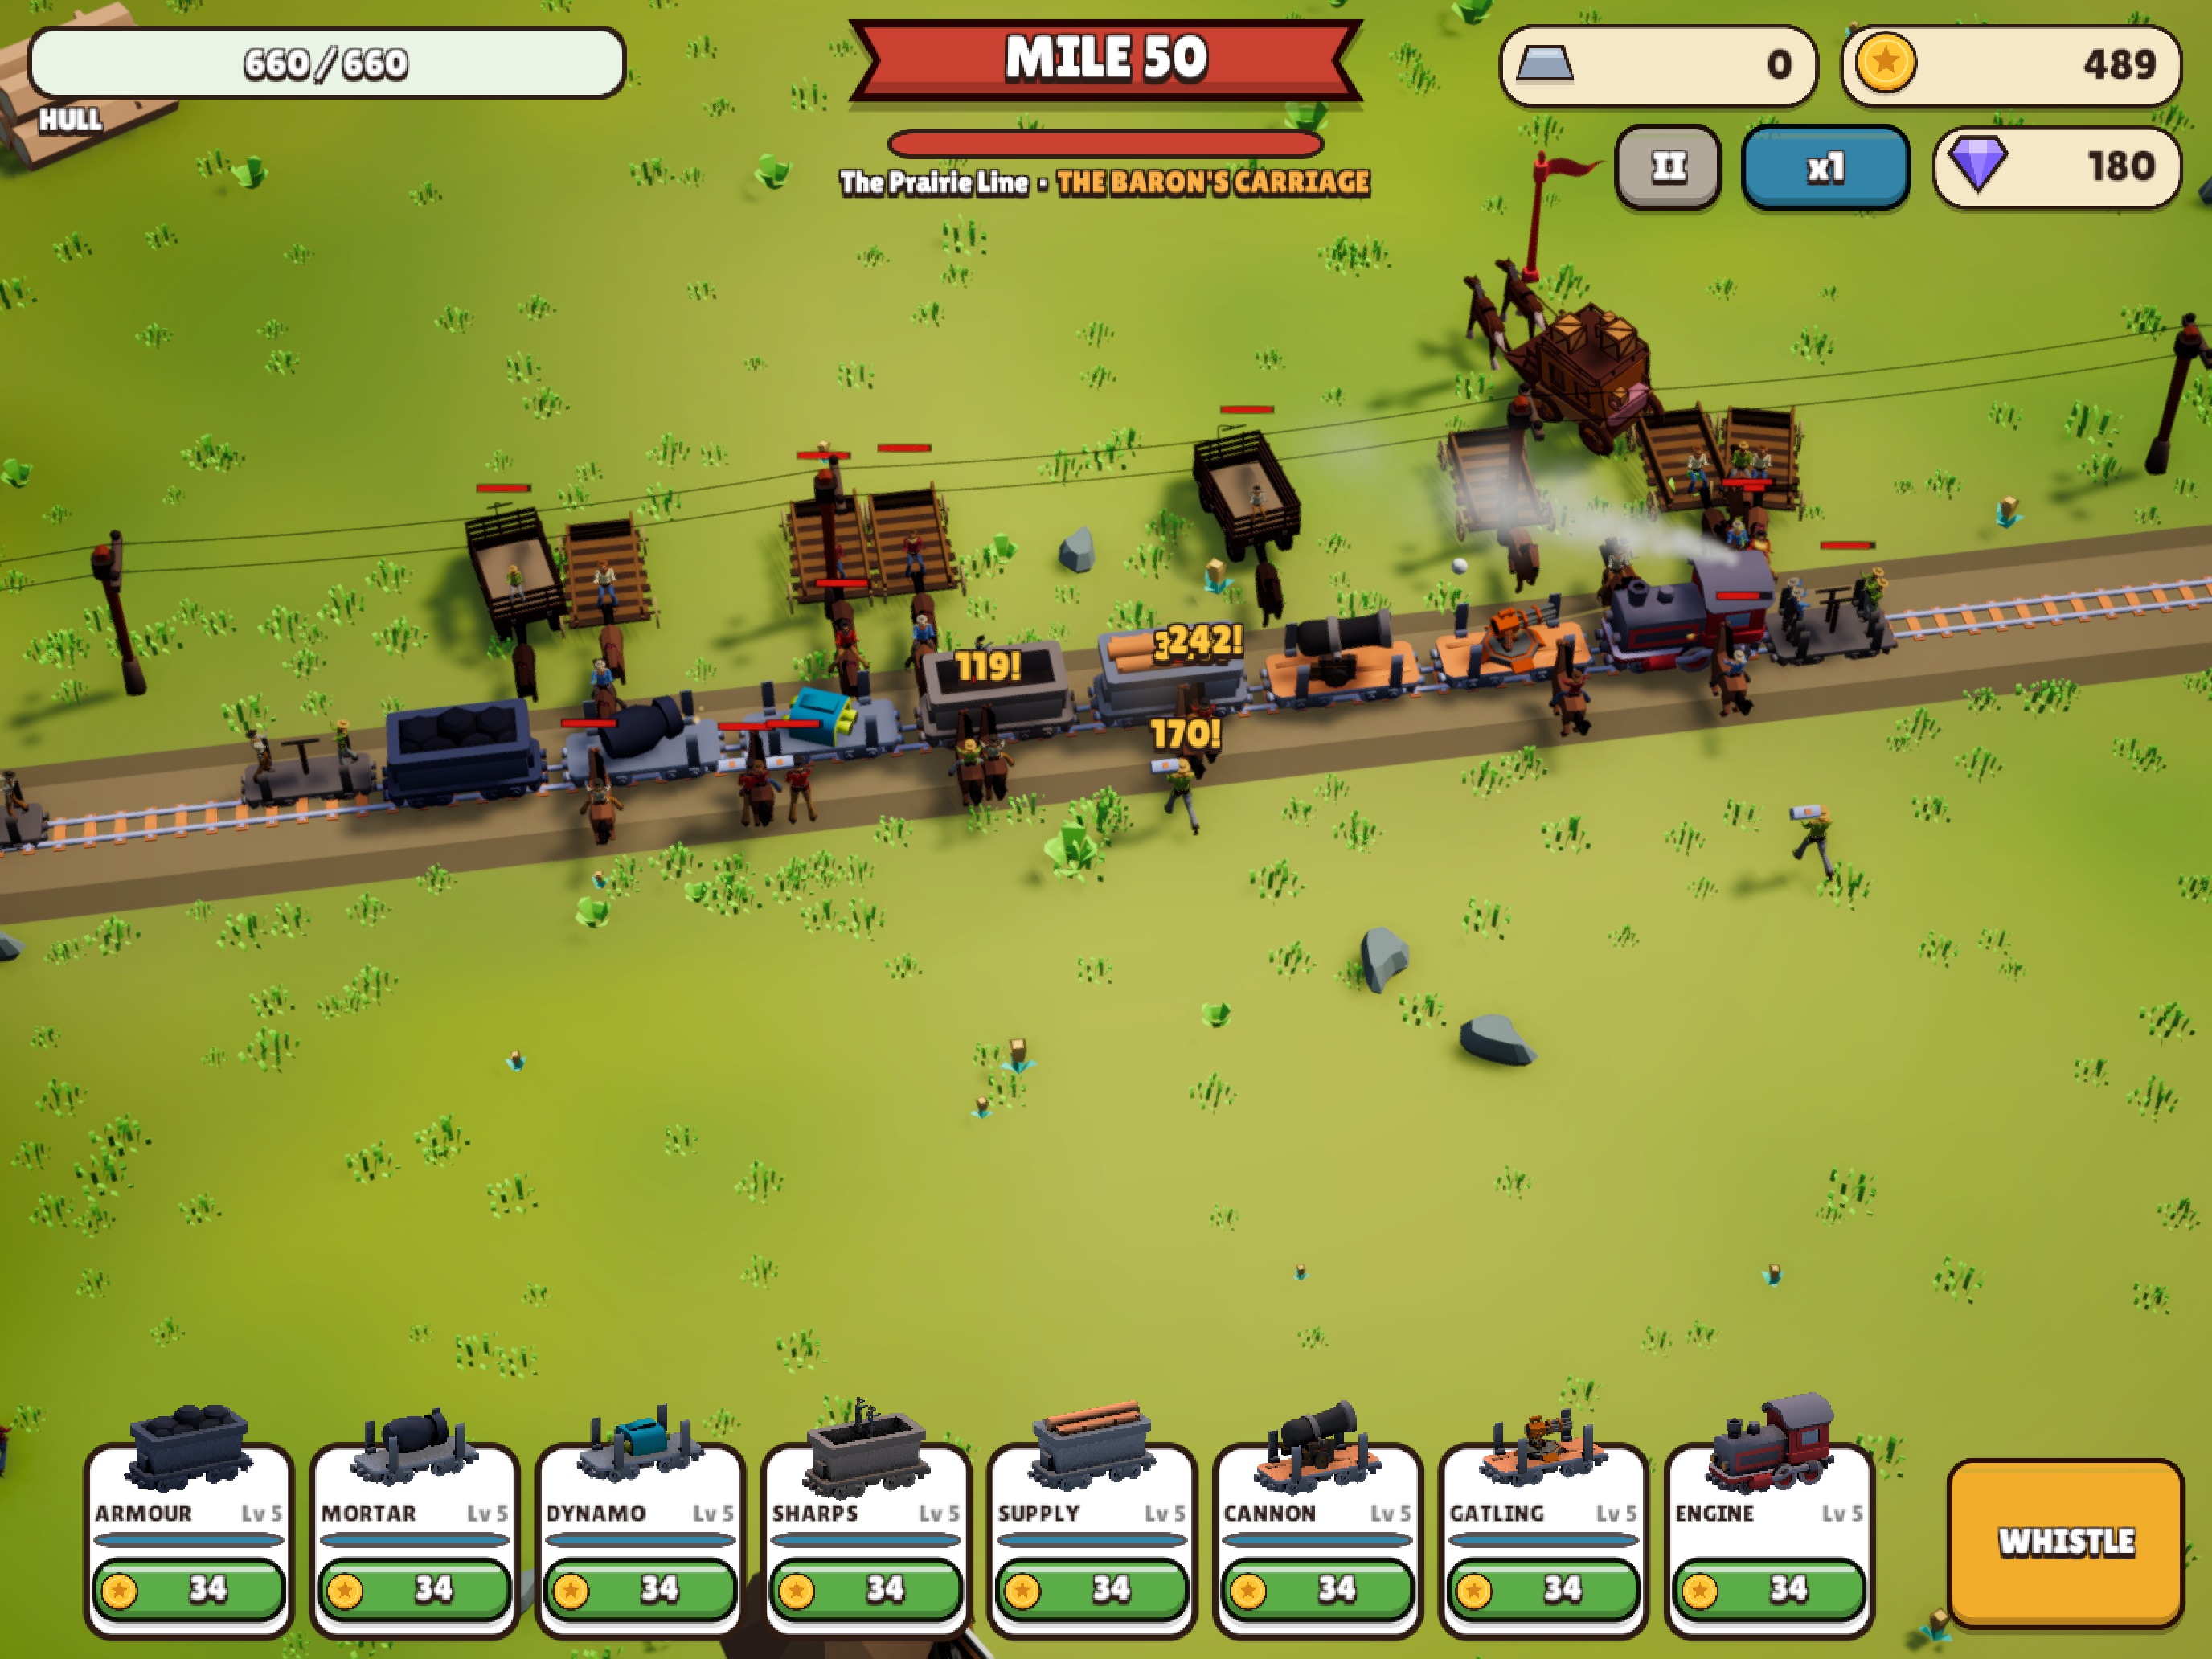 660/660
HULL
MILE 50
The Prairie Line · THE BARON'S CARRIAGE
0
489
II
x1
180
119!
242!
170!
ARMOUR Lv 5
34
MORTAR Lv 5
34
DYNAMO Lv 5
34
SHARPS Lv 5
34
SUPPLY Lv 5
34
CANNON Lv 5
34
GATLING Lv 5
34
ENGINE Lv 5
34
WHISTLE